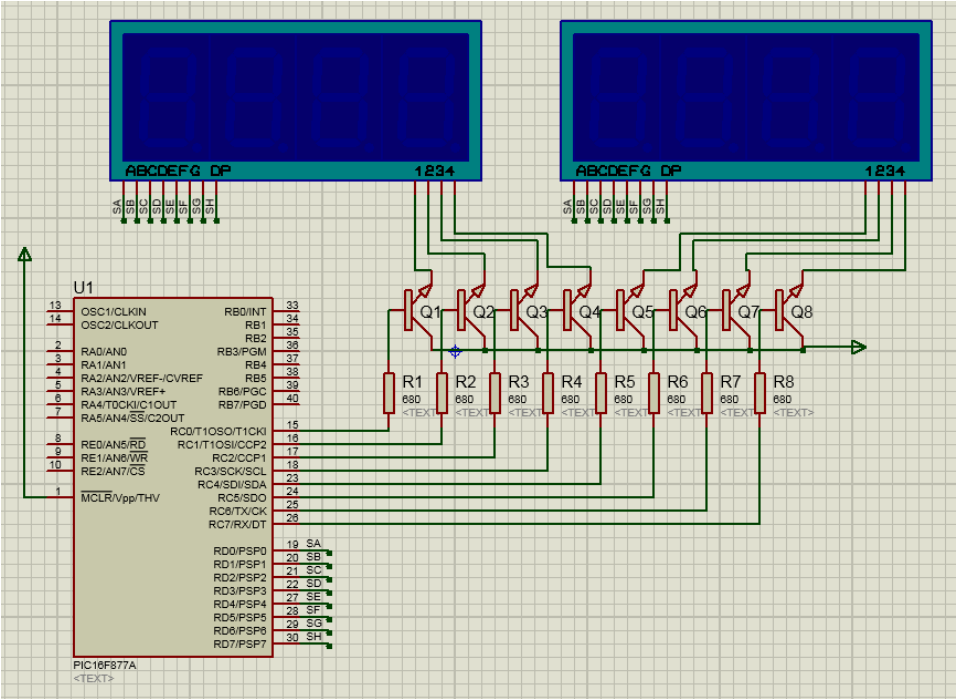 ABCDEFG DP 1234
ABCDEFG DP 1234
SA SB SC SD SE SF SG SH
SA SB SC SD SE SF SG SH
U1
Q1 Q2 Q3 Q4 Q5 Q6 Q7 Q8
13 OSC1/CLKIN RB0/INT 33
14 OSC2/CLKOUT RB1 34
RB2 35
2 RA0/AN0 RB3/PGM 36
3 RA1/AN1 RB4 37
4 RA2/AN2/VREF-/CVREF RB5 38
5 RA3/AN3/VREF+ RB6/PGC 39
6 RA4/T0CKI/C1OUT RB7/PGD 40
7 RA5/AN4/SS/C2OUT
R1 R2 R3 R4 R5 R6 R7 R8
680 680 680 680 680 680 680 680
<TEXT> <TEXT> <TEXT> <TEXT> <TEXT> <TEXT> <TEXT> <TEXT>
RC0/T1OSO/T1CKI 15
8 RE0/AN5/RD RC1/T1OSI/CCP2 16
9 RE1/AN6/WR RC2/CCP1 17
10 RE2/AN7/CS RC3/SCK/SCL 18
RC4/SDI/SDA 23
1 MCLR/Vpp/THV RC5/SDO 24
RC6/TX/CK 25
RC7/RX/DT 26
RD0/PSP0 19 SA
RD1/PSP1 20 SB
RD2/PSP2 21 SC
RD3/PSP3 22 SD
RD4/PSP4 27 SE
RD5/PSP5 28 SF
RD6/PSP6 29 SG
RD7/PSP7 30 SH
PIC16F877A
<TEXT>